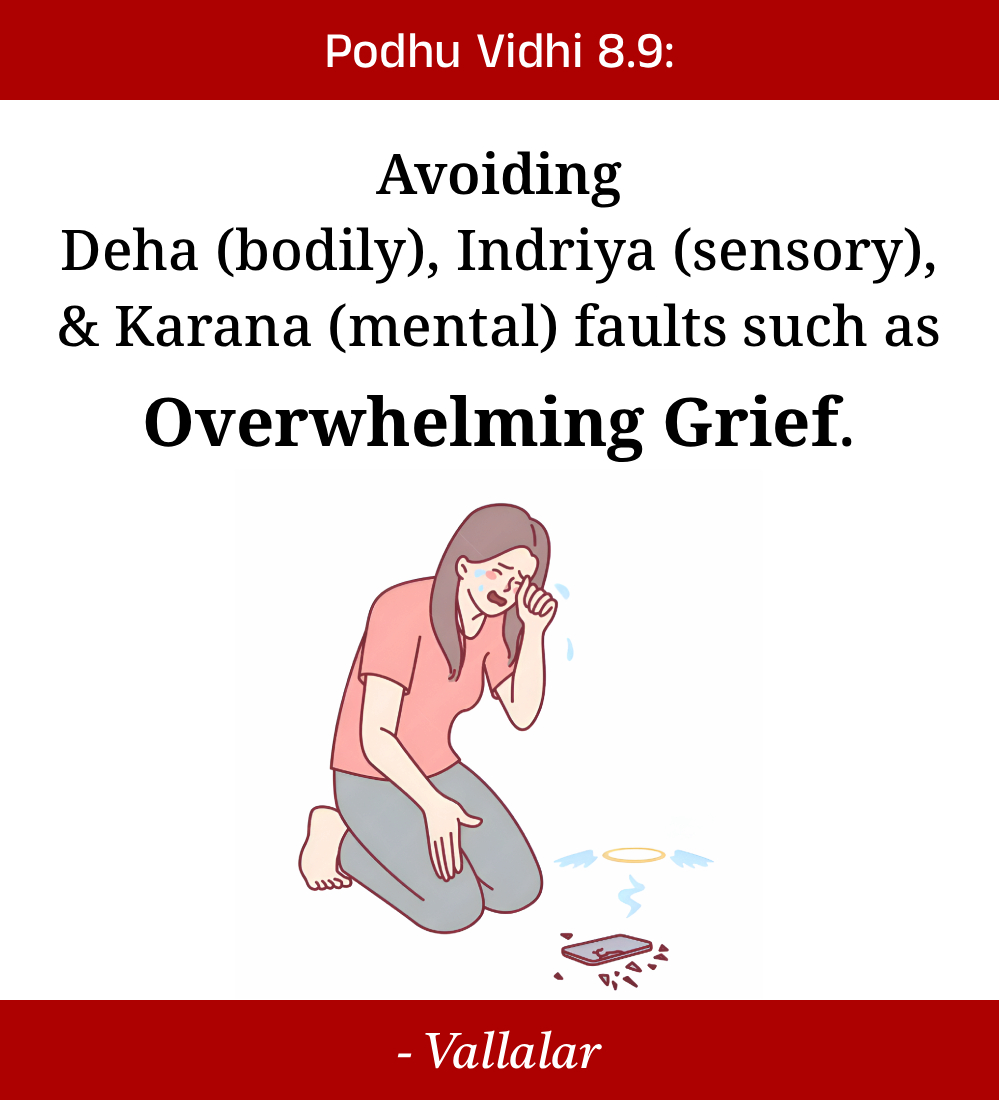 Podhu Vidhi 8.9:
Avoiding
Deha (bodily), Indriya (sensory),
& Karana (mental) faults such as
Overwhelming Grief.
- Vallalar